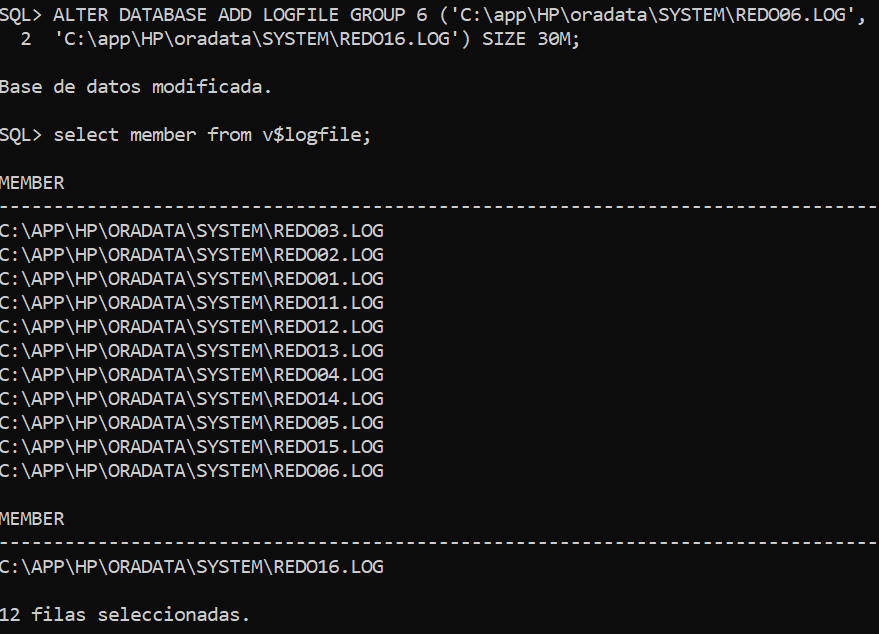 SQL> ALTER DATABASE ADD LOGFILE GROUP 6 ('C:\app\HP\oradata\SYSTEM\REDO06.LOG',
  2  'C:\app\HP\oradata\SYSTEM\REDO16.LOG') SIZE 30M;
Base de datos modificada.
SQL> select member from v$logfile;
MEMBER
--------------------------------------------------------------------------------
C:\APP\HP\ORADATA\SYSTEM\REDO03.LOG
C:\APP\HP\ORADATA\SYSTEM\REDO02.LOG
C:\APP\HP\ORADATA\SYSTEM\REDO01.LOG
C:\APP\HP\ORADATA\SYSTEM\REDO11.LOG
C:\APP\HP\ORADATA\SYSTEM\REDO12.LOG
C:\APP\HP\ORADATA\SYSTEM\REDO13.LOG
C:\APP\HP\ORADATA\SYSTEM\REDO04.LOG
C:\APP\HP\ORADATA\SYSTEM\REDO14.LOG
C:\APP\HP\ORADATA\SYSTEM\REDO05.LOG
C:\APP\HP\ORADATA\SYSTEM\REDO15.LOG
C:\APP\HP\ORADATA\SYSTEM\REDO06.LOG
MEMBER
--------------------------------------------------------------------------------
C:\APP\HP\ORADATA\SYSTEM\REDO16.LOG
12 filas seleccionadas.